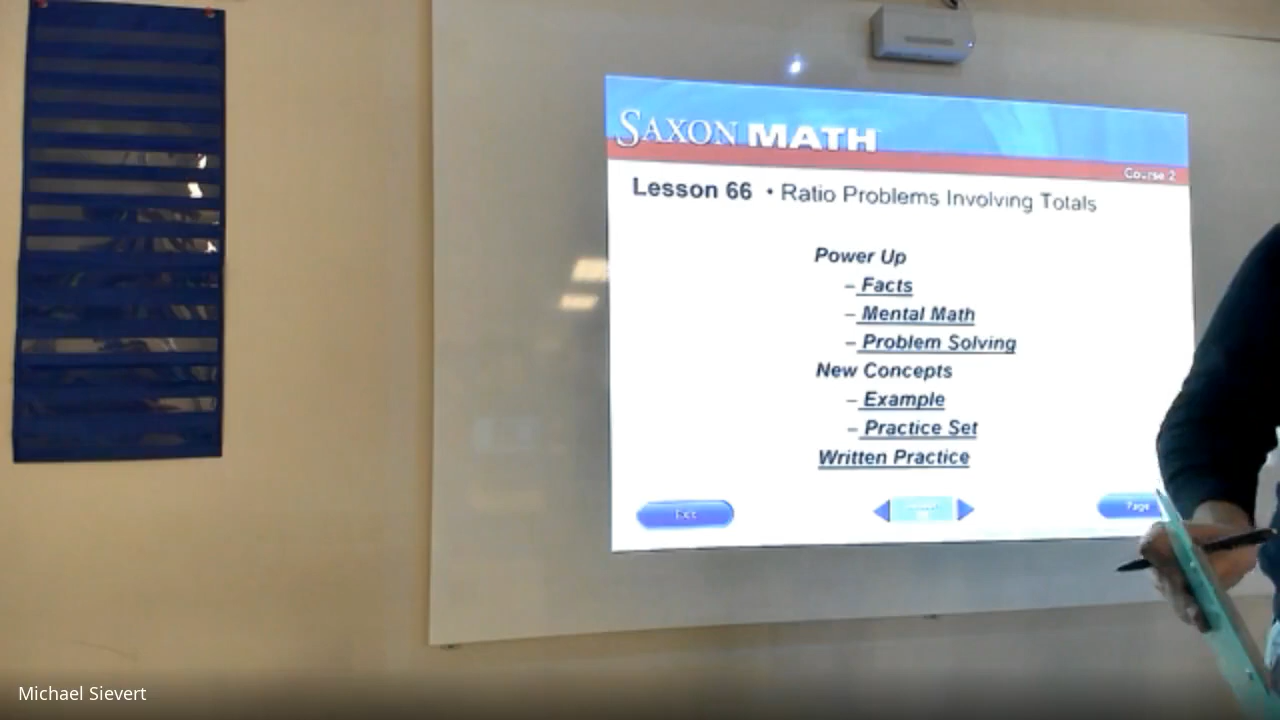 SAXON MATH
Course 2
Lesson 66 • Ratio Problems Involving Totals
Power Up
– Facts
– Mental Math
– Problem Solving
New Concepts
– Example
– Practice Set
Written Practice
Exit
Page
Michael Sievert